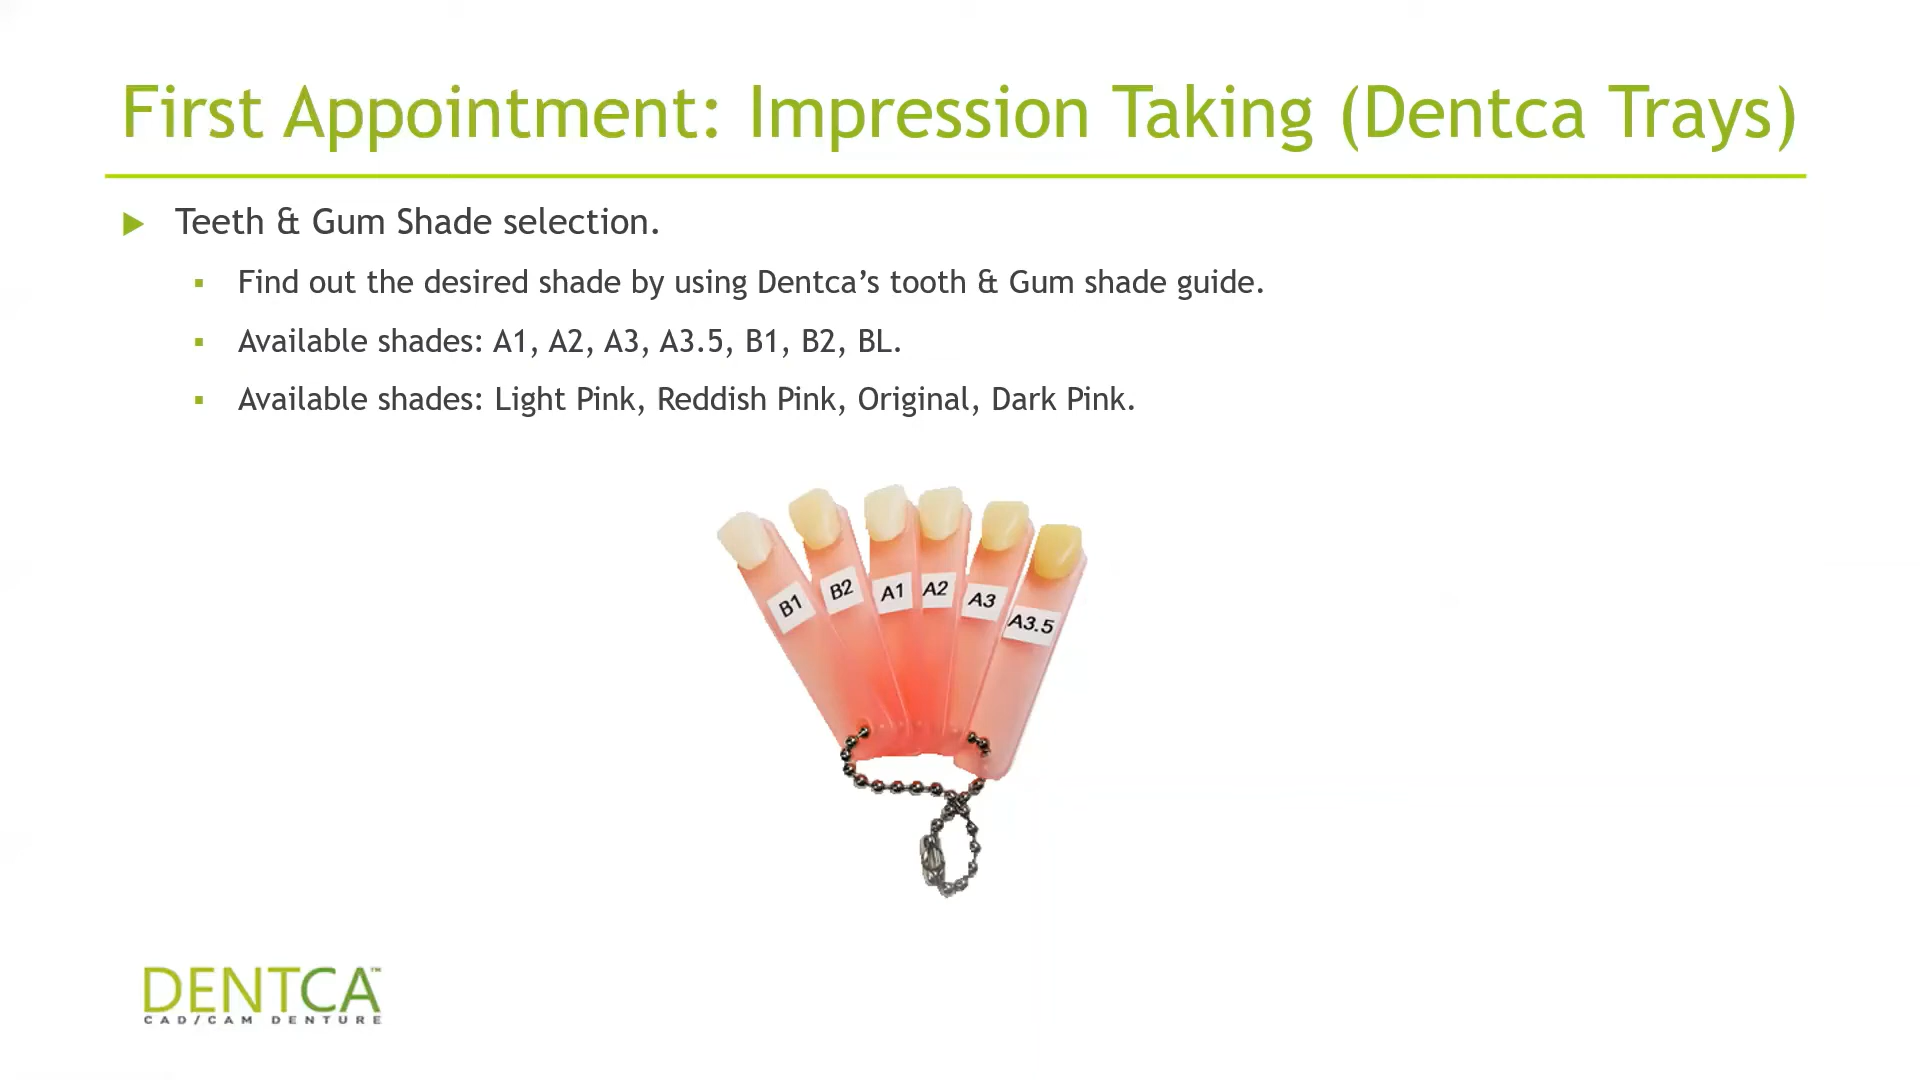 First Appointment: Impression Taking (Dentca Trays)
Teeth & Gum Shade selection.
Find out the desired shade by using Dentca’s tooth & Gum shade guide.
Available shades: A1, A2, A3, A3.5, B1, B2, BL.
Available shades: Light Pink, Reddish Pink, Original, Dark Pink.
B1
B2
A1
A2
A3
A3.5
DENTCA™
CAD/CAM DENTURE